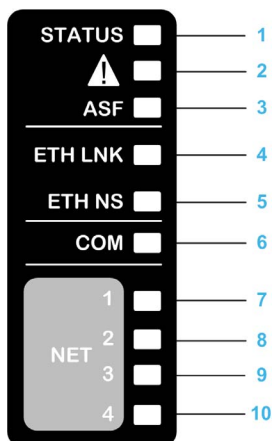 STATUS 1
2
ASF 3
ETH LNK 4
ETH NS 5
COM 6
1 7
NET 2 8
3 9
4 10